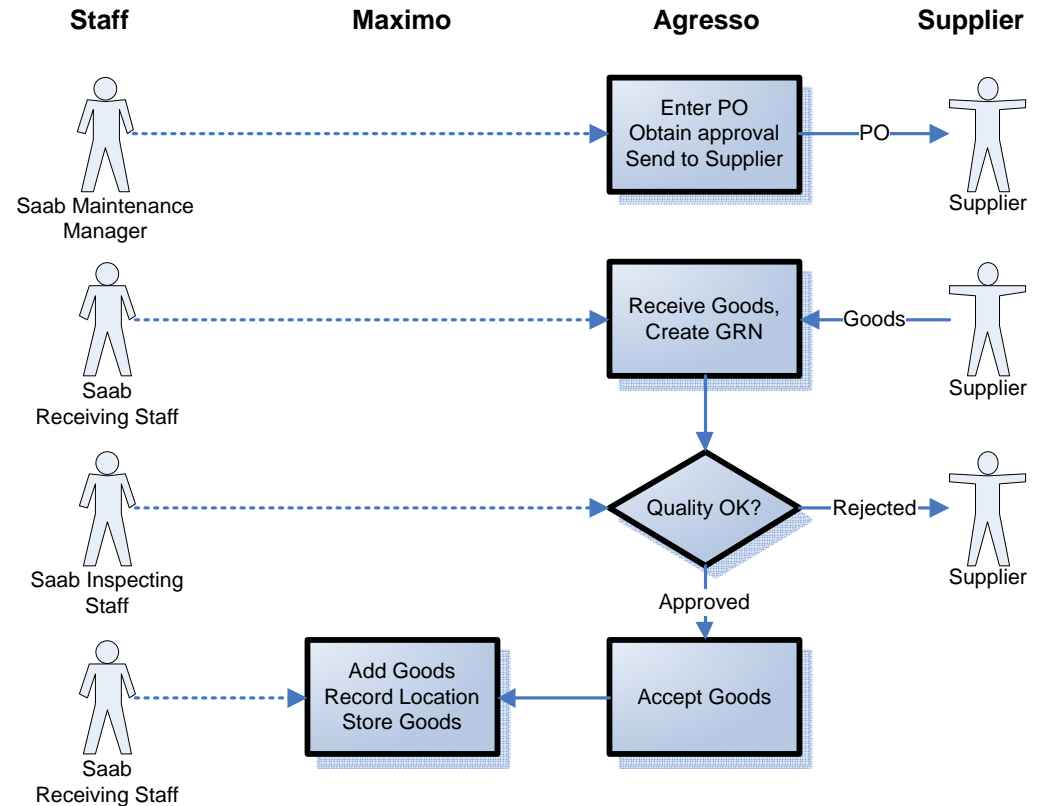 Staff
Maximo
Agresso
Supplier
Enter PO
Obtain approval
Send to Supplier
PO
Saab Maintenance
Manager
Supplier
Receive Goods,
Create GRN
Goods
Saab
Receiving Staff
Supplier
Quality OK?
Rejected
Saab Inspecting
Staff
Supplier
Approved
Add Goods
Record Location
Store Goods
Accept Goods
Saab
Receiving Staff